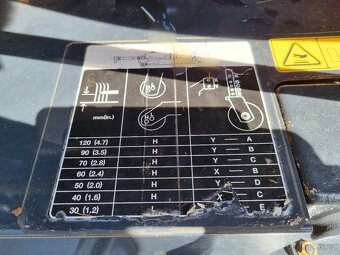 mm(in.)
120 (4.7) H Y — A
90 (3.5) H Y — B
70 (2.8) H Y — C
60 (2.4) H X — B
50 (2.0) H Y — D
40 (1.6) H X — C
30 (1.2) L E